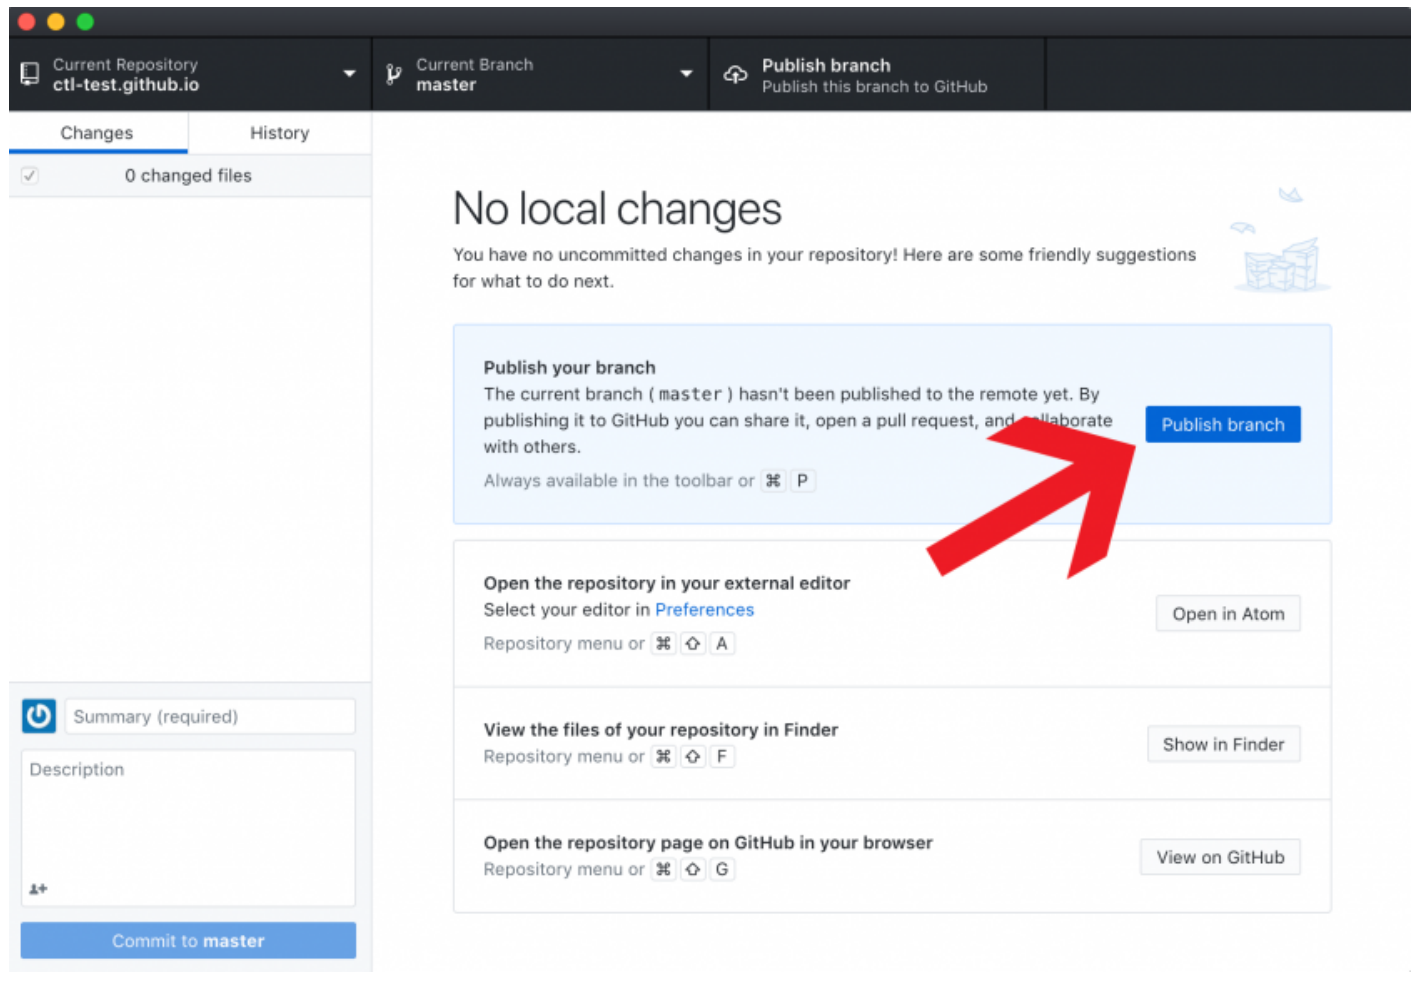 Current Repository
ctl-test.github.io
Current Branch
master
Publish branch
Publish this branch to GitHub
Changes
History
0 changed files
No local changes
You have no uncommitted changes in your repository! Here are some friendly suggestions
for what to do next.
Publish your branch
The current branch (master) hasn't been published to the remote yet. By
publishing it to GitHub you can share it, open a pull request, and collaborate
with others.
Always available in the toolbar or ⌘ P
Publish branch
Open the repository in your external editor
Select your editor in Preferences
Repository menu or ⌘ ⇧ A
Open in Atom
View the files of your repository in Finder
Repository menu or ⌘ ⇧ F
Show in Finder
Open the repository page on GitHub in your browser
Repository menu or ⌘ ⇧ G
View on GitHub
Summary (required)
Description
Commit to master